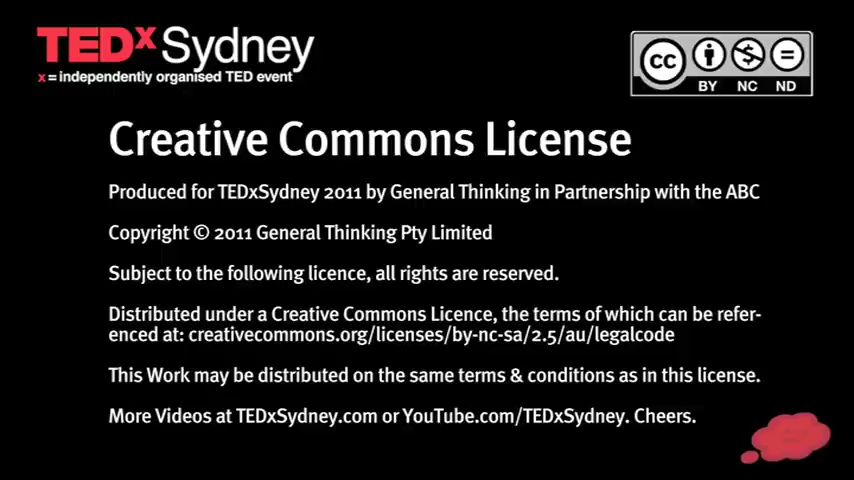 TEDxSydney
x = independently organised TED event
CC
BY NC ND
Creative Commons License
Produced for TEDxSydney 2011 by General Thinking in Partnership with the ABC
Copyright © 2011 General Thinking Pty Limited
Subject to the following licence, all rights are reserved.
Distributed under a Creative Commons Licence, the terms of which can be refer-
enced at: creativecommons.org/licenses/by-nc-sa/2.5/au/legalcode
This Work may be distributed on the same terms & conditions as in this license.
More Videos at TEDxSydney.com or YouTube.com/TEDxSydney. Cheers.